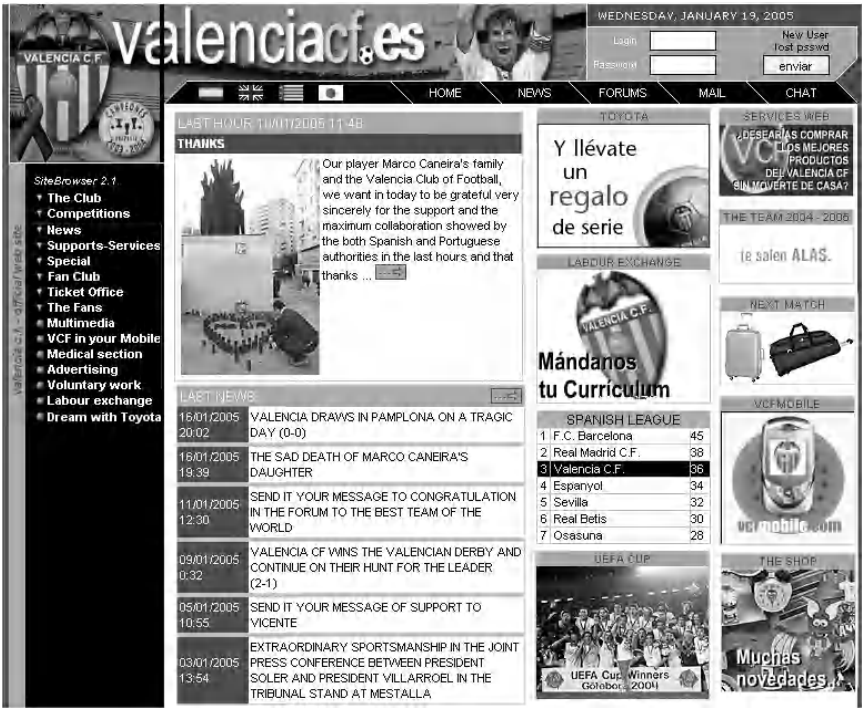 VALENCIA C.F.
CAMPEONES
valenciacf.es
WEDNESDAY, JANUARY 19, 2005
Login
Password
New User
lost psswd
enviar
HOME
NEWS
FORUMS
MAIL
CHAT
valencia c.f. - official web site
SiteBrowser 2.1
The Club
Competitions
News
Supports-Services
Special
Fan Club
Ticket Office
The Fans
Multimedia
VCF in your Mobile
Medical section
Advertising
Voluntary work
Labour exchange
Dream with Toyota
LAST HOUR 18/01/2005 11:48
THANKS
Our player Marco Caneira's family
and the Valencia Club of Football,
we want in today to be grateful very
sincerely for the support and the
maximum collaboration showed by
the both Spanish and Portuguese
authorities in the last hours and that
thanks ...
LAST NEWS
16/01/2005
20:02
VALENCIA DRAWS IN PAMPLONA ON A TRAGIC
DAY (0-0)
16/01/2005
19:39
THE SAD DEATH OF MARCO CANEIRA'S
DAUGHTER
11/01/2005
12:30
SEND IT YOUR MESSAGE TO CONGRATULATION
IN THE FORUM TO THE BEST TEAM OF THE
WORLD
09/01/2005
0:32
VALENCIA CF WINS THE VALENCIAN DERBY AND
CONTINUE ON THEIR HUNT FOR THE LEADER
(2-1)
05/01/2005
10:55
SEND IT YOUR MESSAGE OF SUPPORT TO
VICENTE
03/01/2005
13:54
EXTRAORDINARY SPORTSMANSHIP IN THE JOINT
PRESS CONFERENCE BETWEEN PRESIDENT
SOLER AND PRESIDENT VILLARROEL IN THE
TRIBUNAL STAND AT MESTALLA
TOYOTA
Y llévate
un
regalo
de serie
LABOUR EXCHANGE
VALENCIA C.F.
Mándanos
tu Currículum
SPANISH LEAGUE
1 F.C. Barcelona 45
2 Real Madrid C.F. 38
3 Valencia C.F. 36
4 Espanyol 34
5 Sevilla 32
6 Real Betis 30
7 Osasuna 28
UEFA CUP
UEFA Cup Winners
Göteborg 2004
SERVICES WEB
¿DESEARÍAS COMPRAR
LOS MEJORES
PRODUCTOS
DEL VALENCIA CF
SIN MOVERTE DE CASA?
THE TEAM 2004 - 2005
te salen ALAS.
NEXT MATCH
VCFMOBILE
vcfmobile.com
THE SHOP
Muchas
novedades...